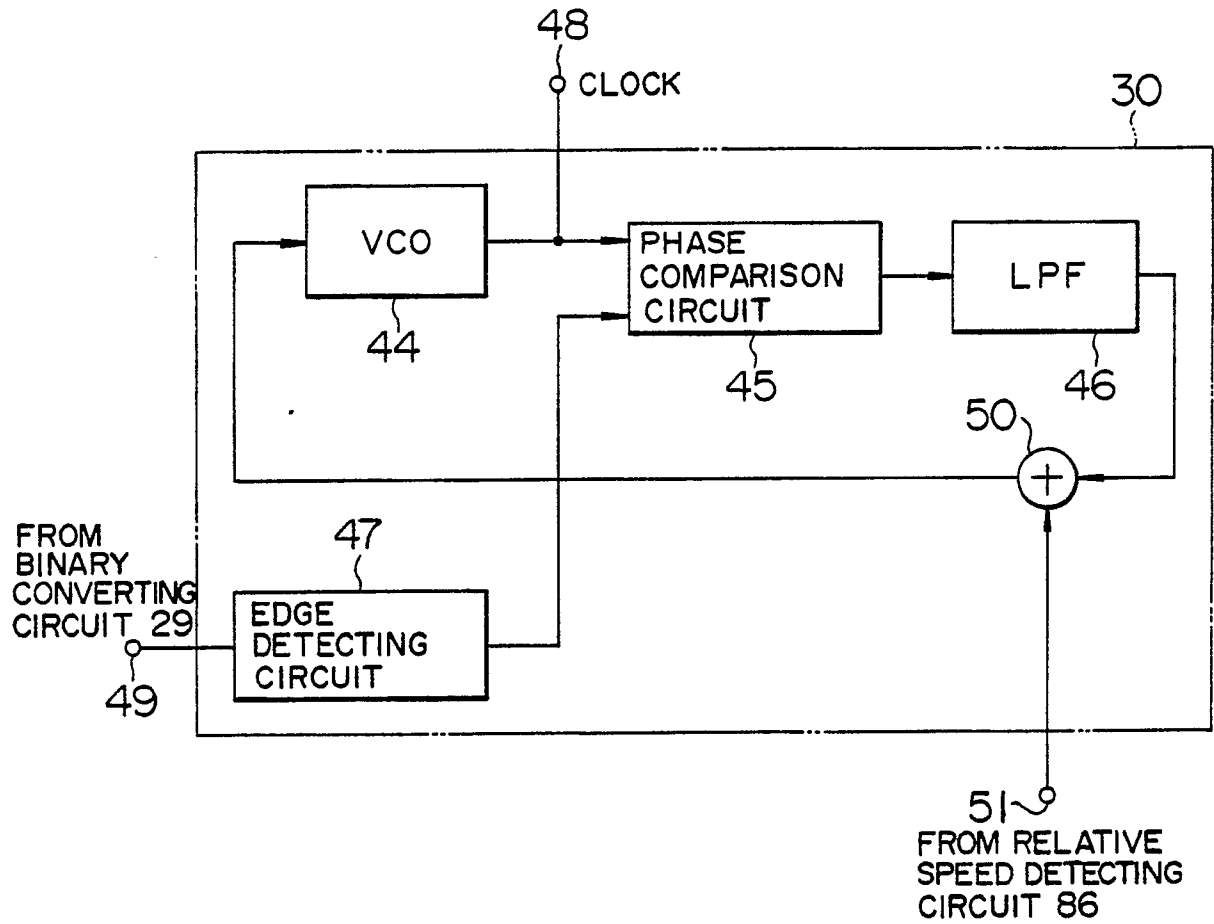 48
CLOCK
30
VCO
44
PHASE
COMPARISON
CIRCUIT
45
LPF
46
50
+
FROM
BINARY
CONVERTING
CIRCUIT 29
49
47
EDGE
DETECTING
CIRCUIT
51
FROM RELATIVE
SPEED DETECTING
CIRCUIT 86